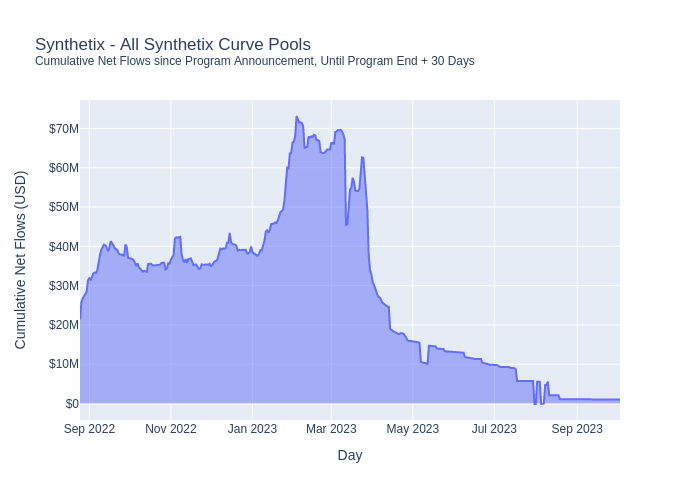 Synthetix - All Synthetix Curve Pools
Cumulative Net Flows since Program Announcement, Until Program End + 30 Days
Cumulative Net Flows (USD)
$70M
$60M
$50M
$40M
$30M
$20M
$10M
$0
Sep 2022 Nov 2022 Jan 2023 Mar 2023 May 2023 Jul 2023 Sep 2023
Day